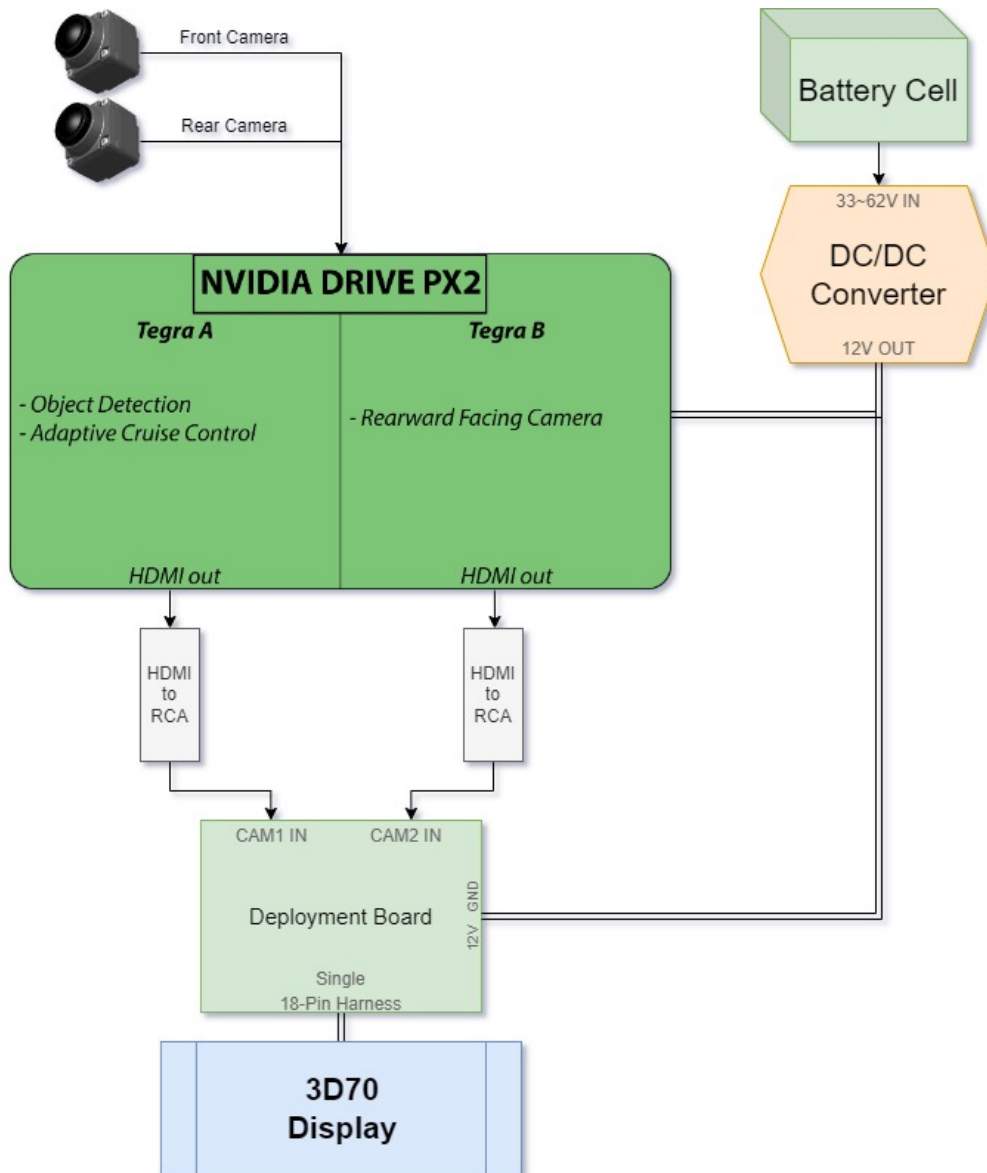 Front Camera
Rear Camera
Battery Cell
33~62V IN
DC/DC
Converter
12V OUT
NVIDIA DRIVE PX2
Tegra A
Tegra B
- Object Detection
- Adaptive Cruise Control
- Rearward Facing Camera
HDMI out
HDMI out
HDMI
to
RCA
HDMI
to
RCA
CAM1 IN
CAM2 IN
Deployment Board
12V GND
Single
18-Pin Harness
3D70
Display